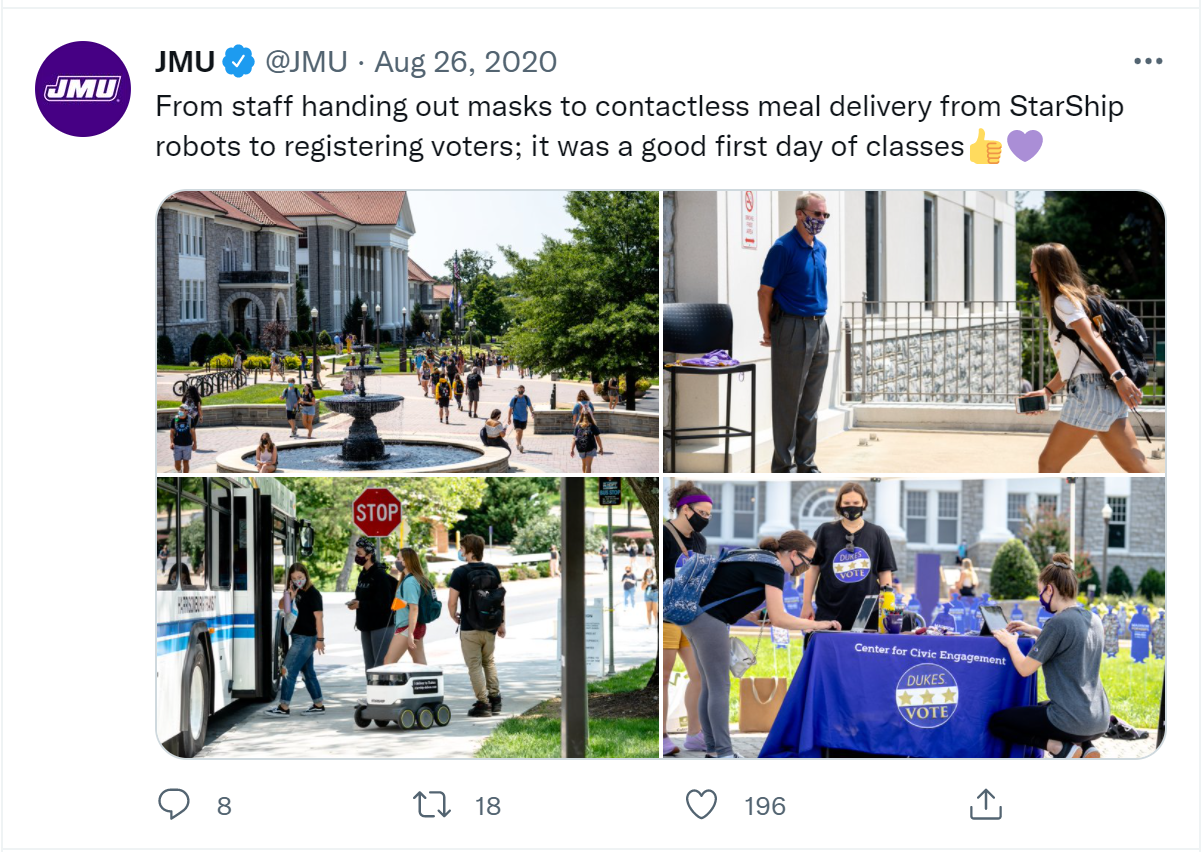 JMU @JMU · Aug 26, 2020
JMU
From staff handing out masks to contactless meal delivery from StarShip
robots to registering voters; it was a good first day of classes👍💜
STOP
HARRISONBURG TRANSIT
DUKES
VOTE
Center for Civic Engagement
DUKES
VOTE
8
18
196